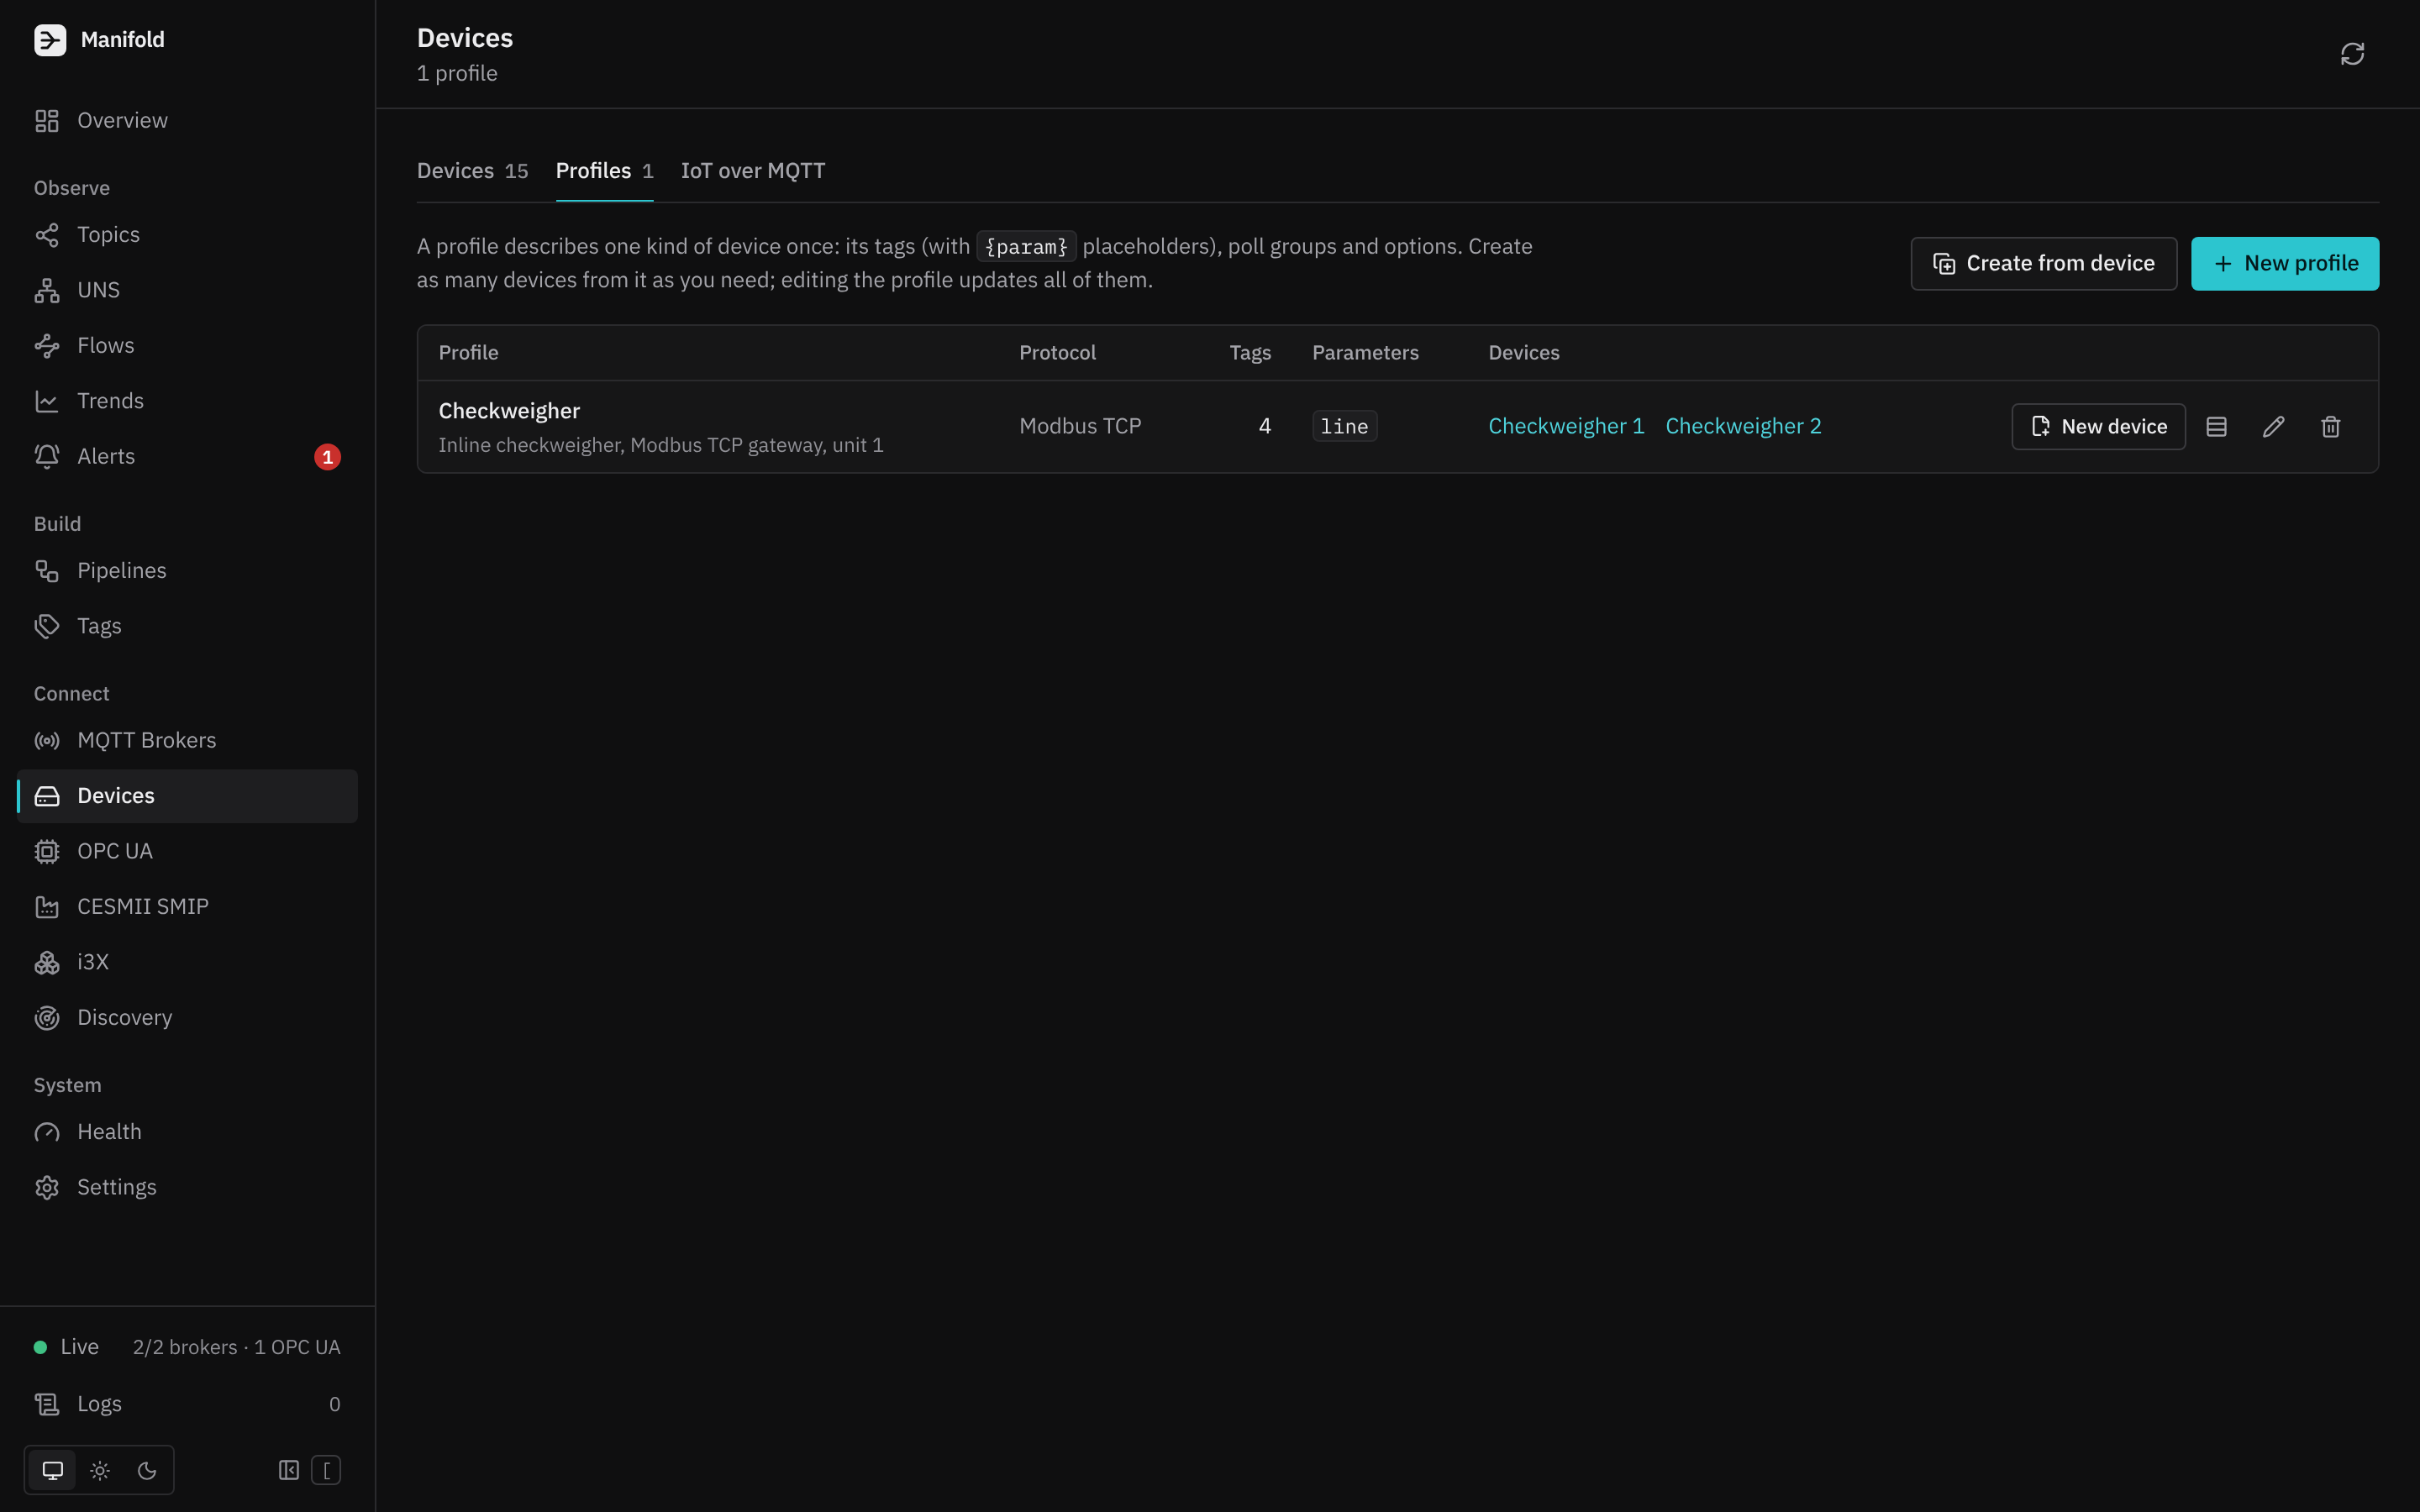 Manifold
Overview
Observe
Topics
UNS
Flows
Trends
Alerts 1
Build
Pipelines
Tags
Connect
MQTT Brokers
Devices
OPC UA
CESMII SMIP
i3X
Discovery
System
Health
Settings
Live 2/2 brokers · 1 OPC UA
Logs 0
[
Devices
1 profile
Devices 15 Profiles 1 IoT over MQTT
A profile describes one kind of device once: its tags (with {param} placeholders), poll groups and options. Create
as many devices from it as you need; editing the profile updates all of them.
Create from device
New profile
Profile Protocol Tags Parameters Devices
Checkweigher
Inline checkweigher, Modbus TCP gateway, unit 1
Modbus TCP 4 line Checkweigher 1 Checkweigher 2 New device